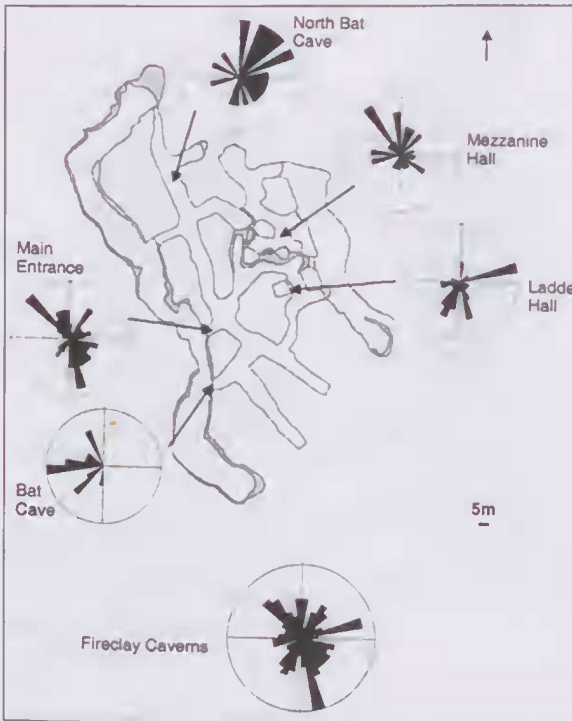 North Bat
Cave
Mezzanine
Hall
Main
Entrance
Ladde
Hall
Bat
Cave
5m
Fireclay Caverns